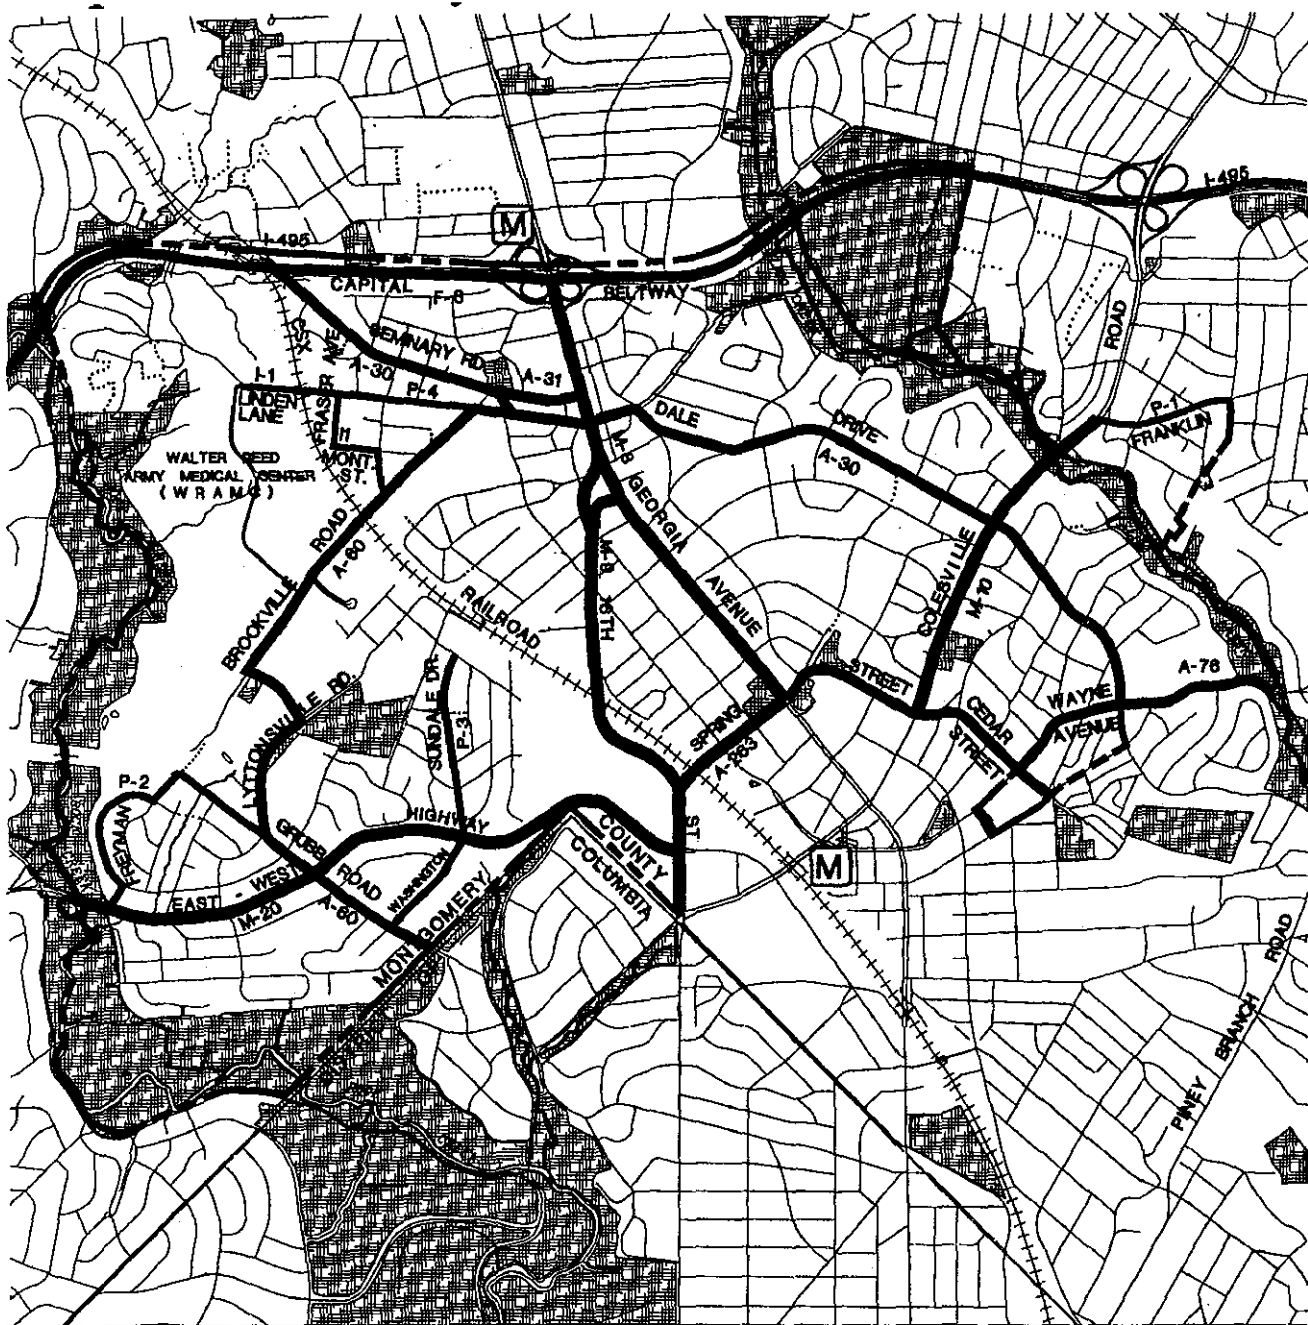 M
I-495
I-495
CAPITAL
F-8
BELTWAY
SEMINARY RD.
A-30
A-31
FRASER AVE
I-1
P-4
LINDEN
LANE
I1
MONT.
ST.
WALTER REED
ARMY MEDICAL CENTER
( W R A M C )
DALE
DRIVE
A-30
ROAD
P-1
FRANKLIN
M-8
GEORGIA
AVENUE
ROAD
A-60
BROOKVILLE
RAILROAD
16TH
COLESVILLE
M-10
LYTTONSVILLE RD.
SUNDALE DR.
P-3
SPRING
STREET
A-263
CEDAR
STREET
WAYNE
AVENUE
A-76
P-2
FREYMAN
HIGHWAY
GRUBB
ROAD
A-60
EAST - WEST
M-20
WASHINGTON
ST
COUNTY
COLUMBIA
MONTGOMERY
M
PINEY BRANCH ROAD